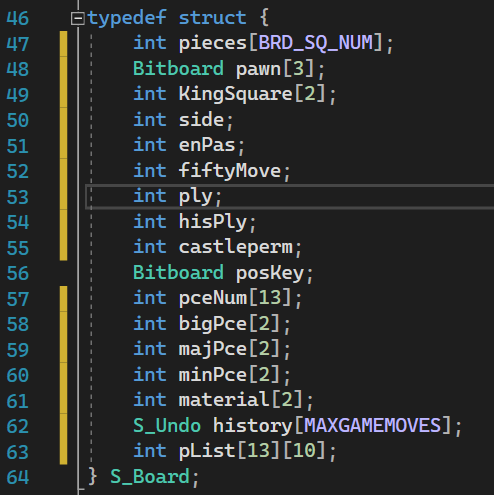 46 typedef struct {
47 int pieces[BRD_SQ_NUM];
48 Bitboard pawn[3];
49 int KingSquare[2];
50 int side;
51 int enPas;
52 int fiftyMove;
53 int ply;
54 int hisPly;
55 int castleperm;
56 Bitboard posKey;
57 int pceNum[13];
58 int bigPce[2];
59 int majPce[2];
60 int minPce[2];
61 int material[2];
62 S_Undo history[MAXGAMEMOVES];
63 int pList[13][10];
64 } S_Board;